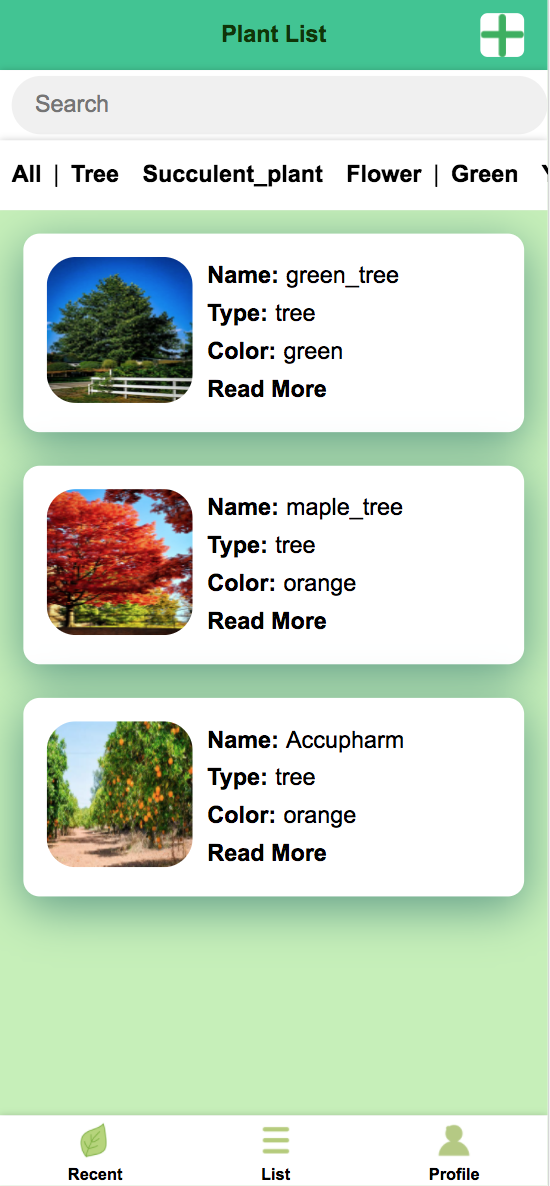 Plant List
Search
All | Tree Succulent_plant Flower | Green
Name: green_tree
Type: tree
Color: green
Read More
Name: maple_tree
Type: tree
Color: orange
Read More
Name: Accupharm
Type: tree
Color: orange
Read More
Recent List Profile